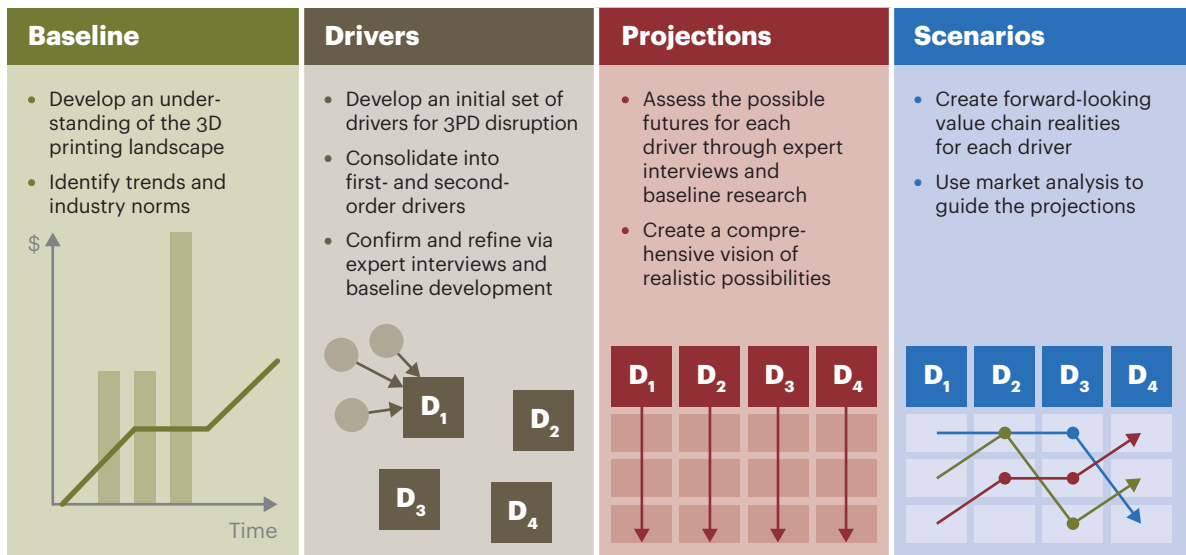 Baseline
• Develop an under-
standing of the 3D
printing landscape
• Identify trends and
industry norms
$
Time
Drivers
• Develop an initial set of
drivers for 3PD disruption
• Consolidate into
first- and second-
order drivers
• Confirm and refine via
expert interviews and
baseline development
D₁
D₂
D₃
D₄
Projections
• Assess the possible
futures for each
driver through expert
interviews and
baseline research
• Create a compre-
hensive vision of
realistic possibilities
D₁ D₂ D₃ D₄
Scenarios
• Create forward-looking
value chain realities
for each driver
• Use market analysis to
guide the projections
D₁ D₂ D₃ D₄